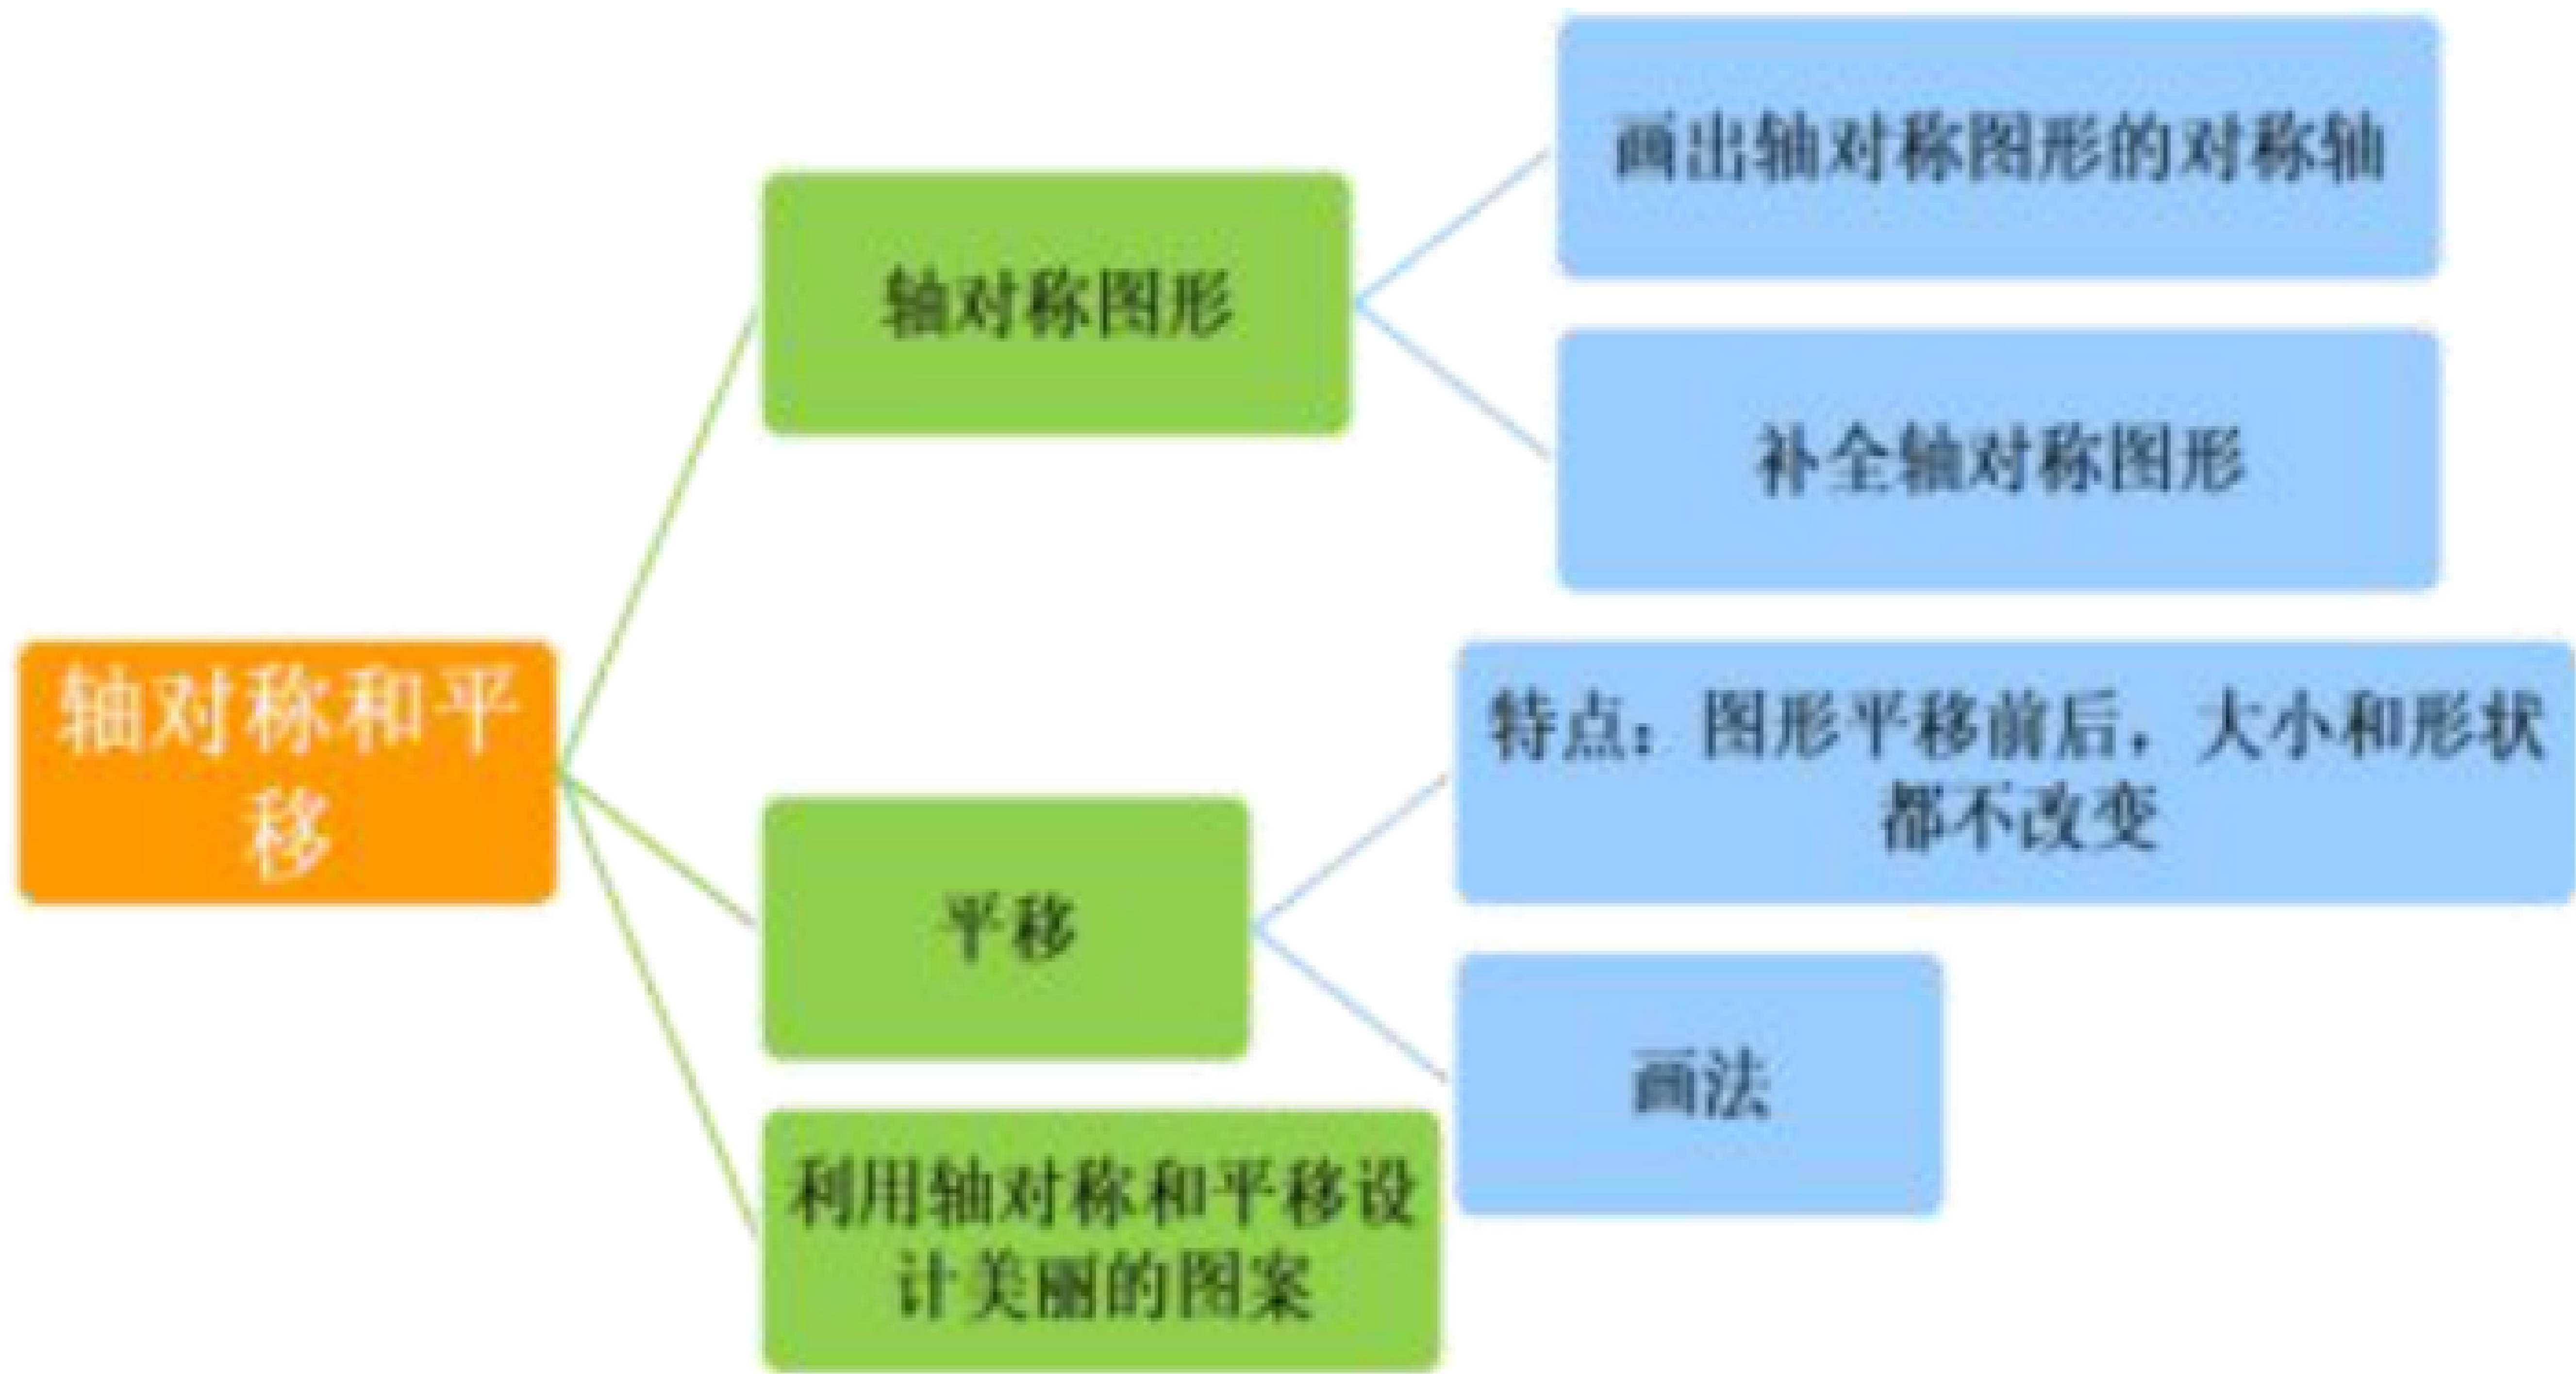 画出轴对称图形的对称轴
轴对称图形
补全轴对称图形
轴对称和平
移
特点：图形平移前后，大小和形状
都不改变
平移
画法
利用轴对称和平移设
计美丽的图案